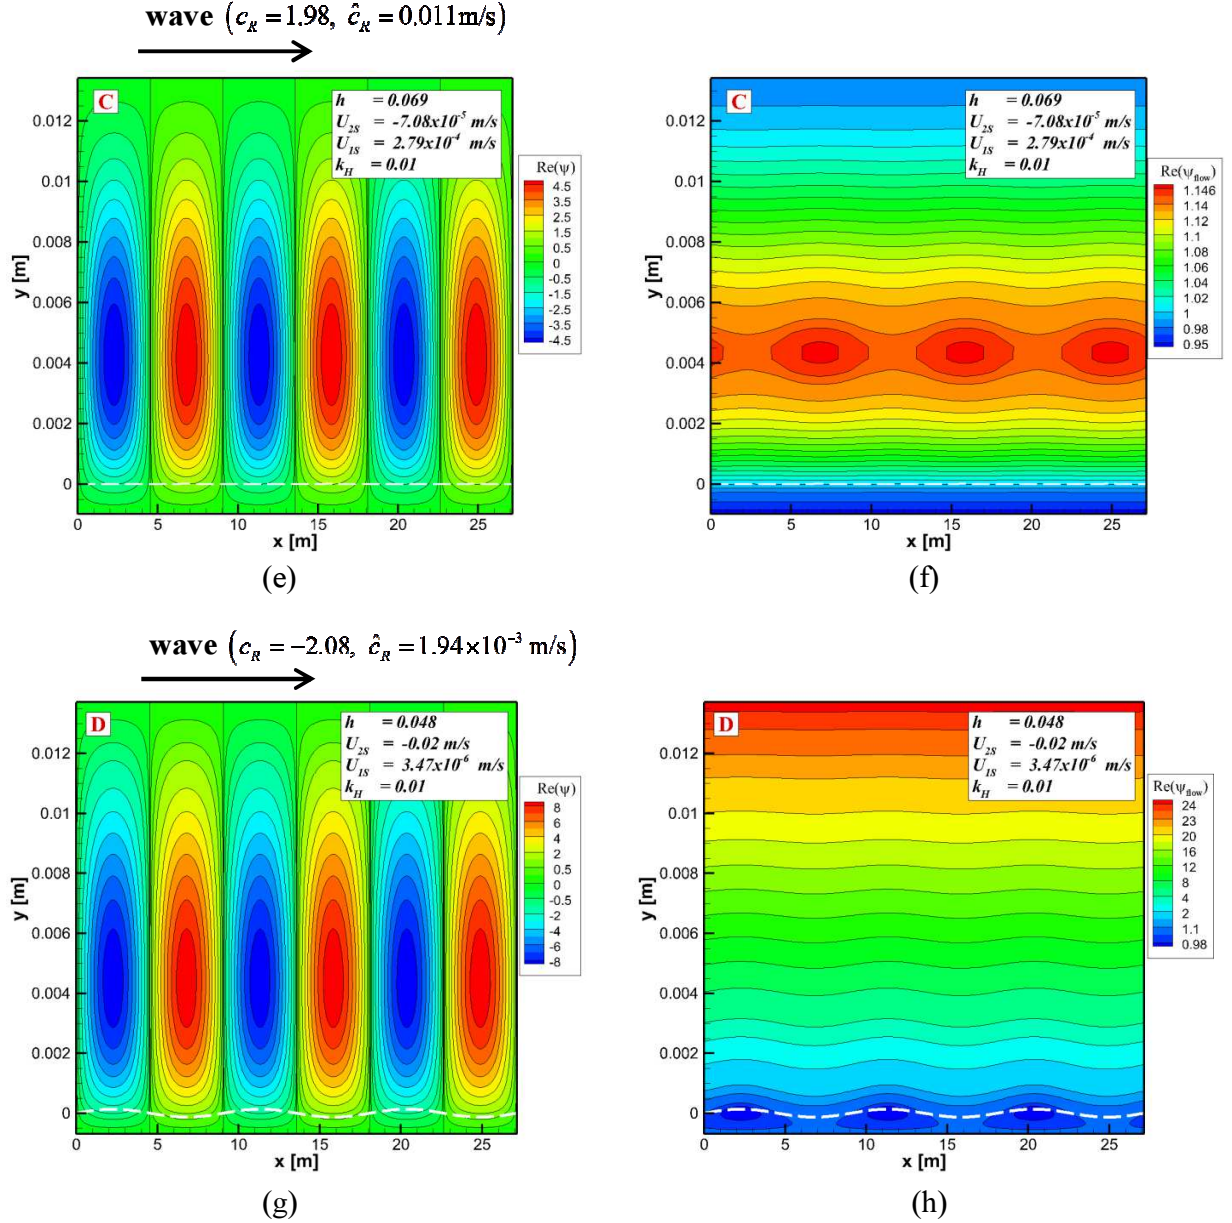 wave (c_R = 1.98, ĉ_R = 0.011m/s)
C
h = 0.069
U_2S = -7.08x10^-5 m/s
U_1S = 2.79x10^-4 m/s
k_H = 0.01
Re(ψ)
4.5
3.5
2.5
1.5
0.5
0
-0.5
-1.5
-2.5
-3.5
-4.5
y [m]
0.012
0.01
0.008
0.006
0.004
0.002
0
0 5 10 15 20 25
x [m]
(e)
C
h = 0.069
U_2S = -7.08x10^-5 m/s
U_1S = 2.79x10^-4 m/s
k_H = 0.01
Re(ψ_flow)
1.146
1.14
1.12
1.1
1.08
1.06
1.04
1.02
1
0.98
0.95
y [m]
0.012
0.01
0.008
0.006
0.004
0.002
0
0 5 10 15 20 25
x [m]
(f)
wave (c_R = −2.08, ĉ_R = 1.94×10^−3 m/s)
D
h = 0.048
U_2S = -0.02 m/s
U_1S = 3.47x10^-6 m/s
k_H = 0.01
Re(ψ)
8
6
4
2
0.5
0
-0.5
-2
-4
-6
-8
y [m]
0.012
0.01
0.008
0.006
0.004
0.002
0
0 5 10 15 20 25
x [m]
(g)
D
h = 0.048
U_2S = -0.02 m/s
U_1S = 3.47x10^-6 m/s
k_H = 0.01
Re(ψ_flow)
24
23
20
16
12
8
4
2
1.1
0.98
y [m]
0.012
0.01
0.008
0.006
0.004
0.002
0
0 5 10 15 20 25
x [m]
(h)